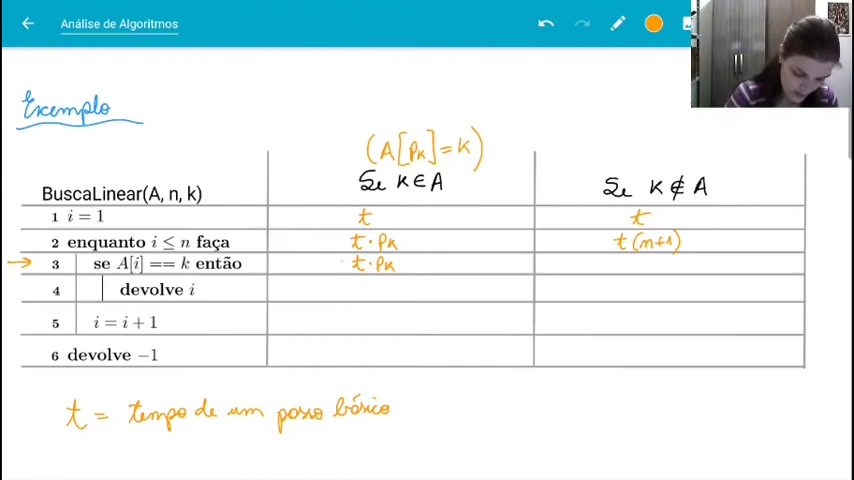 Análise de Algoritmos
Exemplo
(A[pk]=k)
BuscaLinear(A, n, k)
Se k∈A
Se k∉A
1 i = 1
t
t
2 enquanto i ≤ n faça
t·pk
t(n+1)
3 se A[i] == k então
t·pk
4 devolve i
5 i = i + 1
6 devolve −1
t = tempo de um passo básico